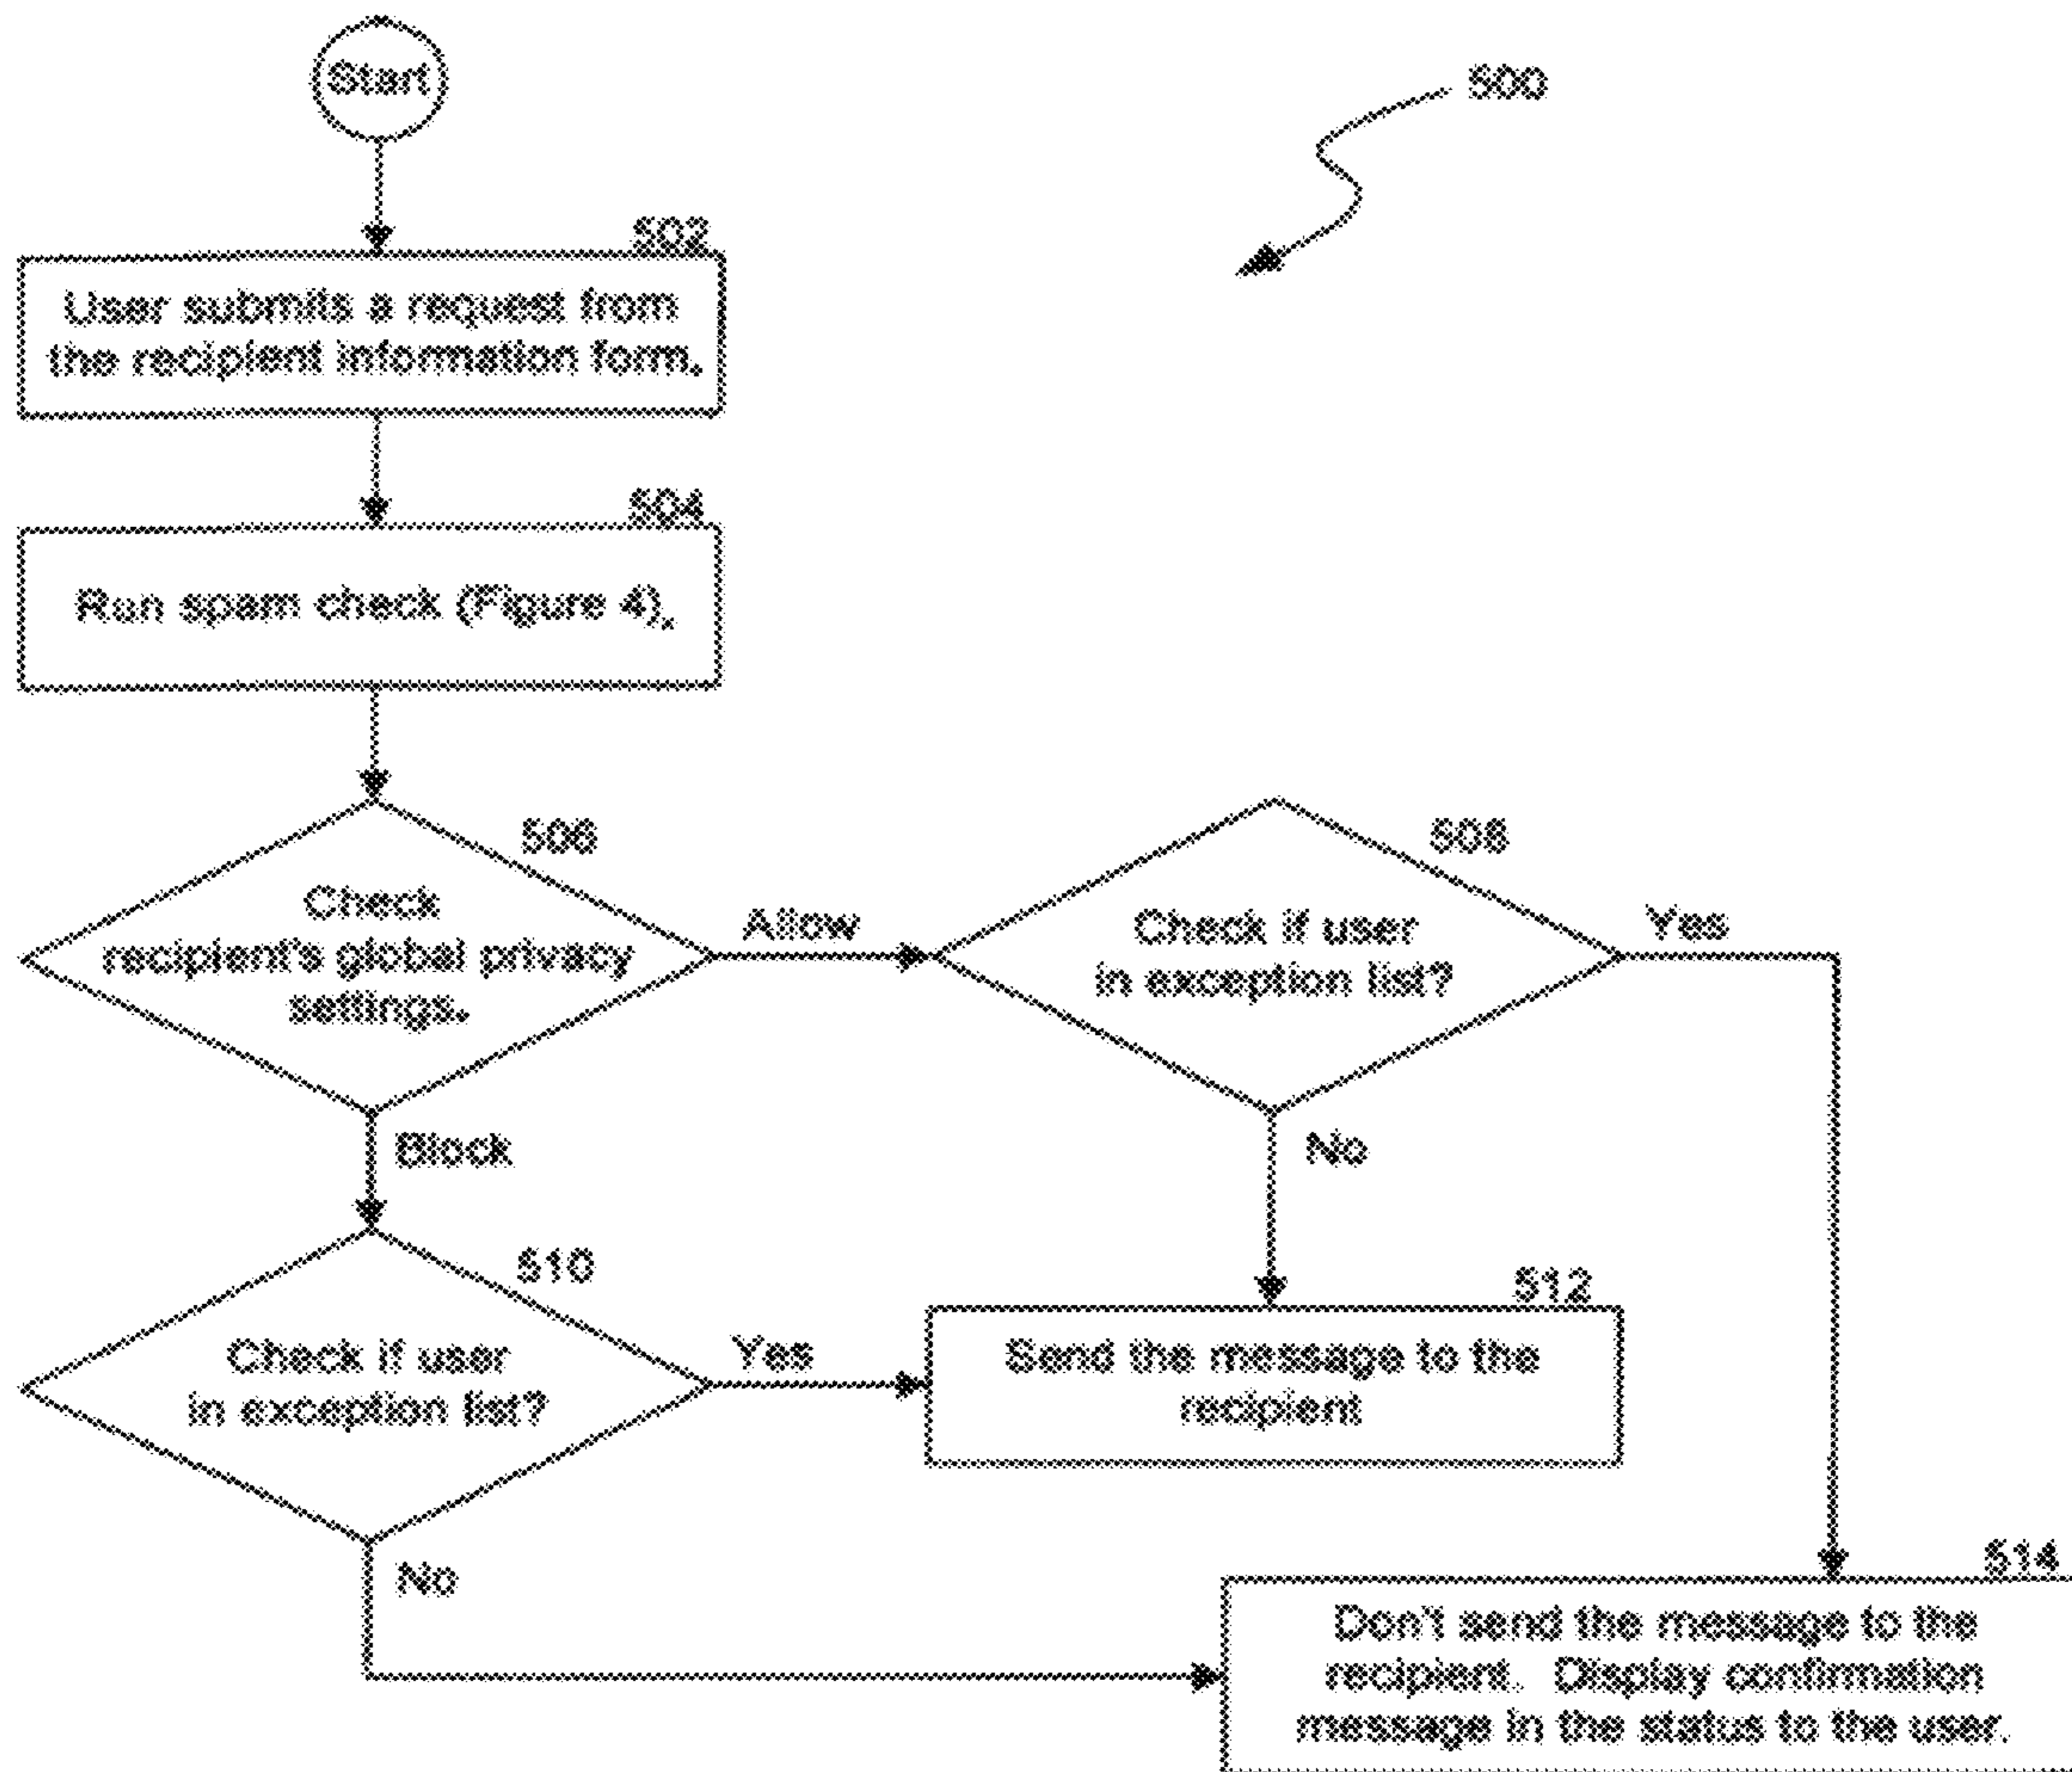 Start
500
502
User submits a request from
the recipient information form.
504
Run spam check (Figure 4).
506
Check
recipient's global privacy
settings.
Allow
508
Check if user
in exception list?
Yes
Block
No
510
Check if user
in exception list?
Yes
512
Send the message to the
recipient
No
514
Don't send the message to the
recipient. Display confirmation
message in the status to the user.